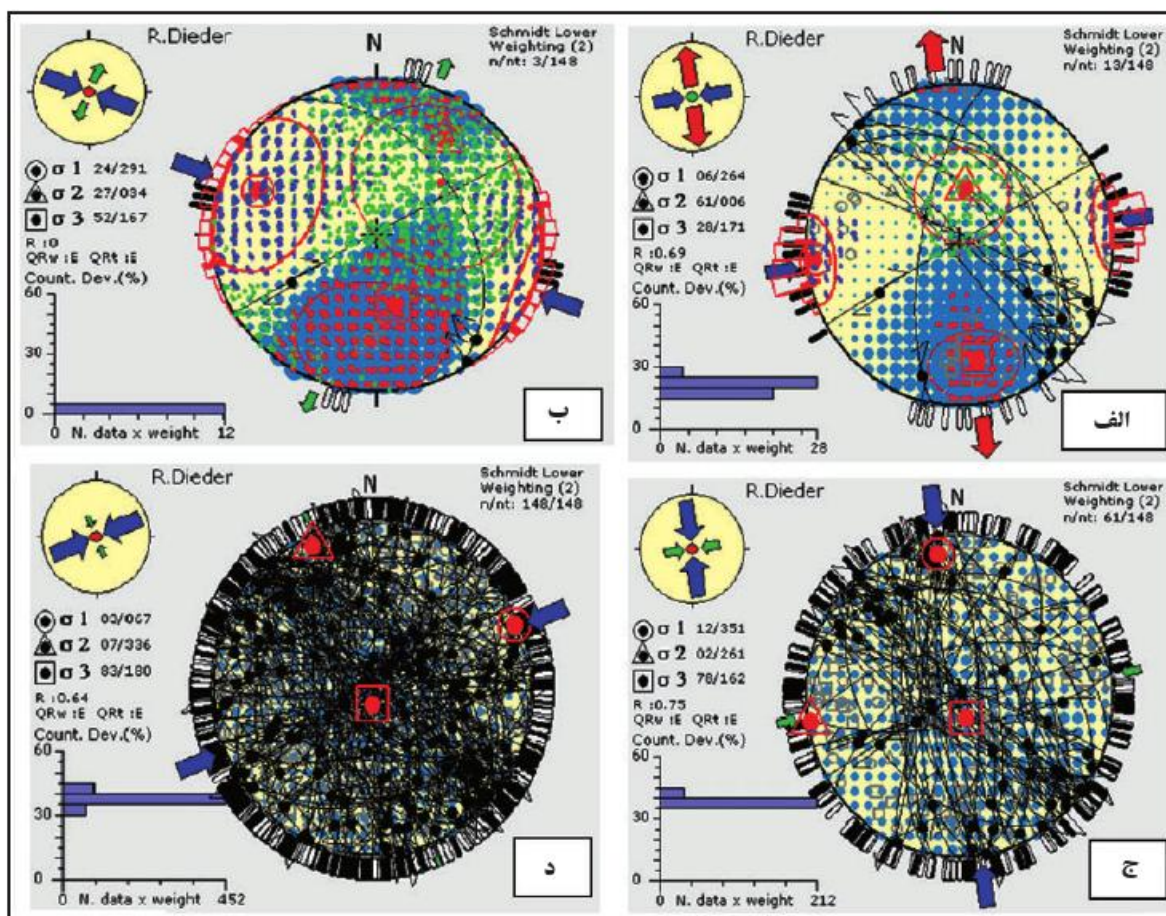 R.Dieder
N
Schmidt Lower
Weighting (2)
n/nt: 3/148
σ 1 24/291
σ 2 27/034
σ 3 52/167
R :0
QRw :E QRt :E
Count. Dev.(%)
60
30
0
0 N. data x weight 12
ب
R.Dieder
N
Schmidt Lower
Weighting (2)
n/nt: 13/148
σ 1 06/264
σ 2 61/006
σ 3 28/171
R :0.69
QRw :E QRt :E
Count. Dev.(%)
60
30
0
0 N. data x weight 28
الف
R.Dieder
N
Schmidt Lower
Weighting (2)
n/nt: 148/148
σ 1 00/067
σ 2 07/336
σ 3 83/180
R :0.64
QRw :E QRt :E
Count. Dev.(%)
60
30
0
0 N. data x weight 452
د
R.Dieder
N
Schmidt Lower
Weighting (2)
n/nt: 61/148
σ 1 12/351
σ 2 02/261
σ 3 78/162
R :0.75
QRw :E QRt :E
Count. Dev.(%)
60
30
0
0 N. data x weight 212
ج